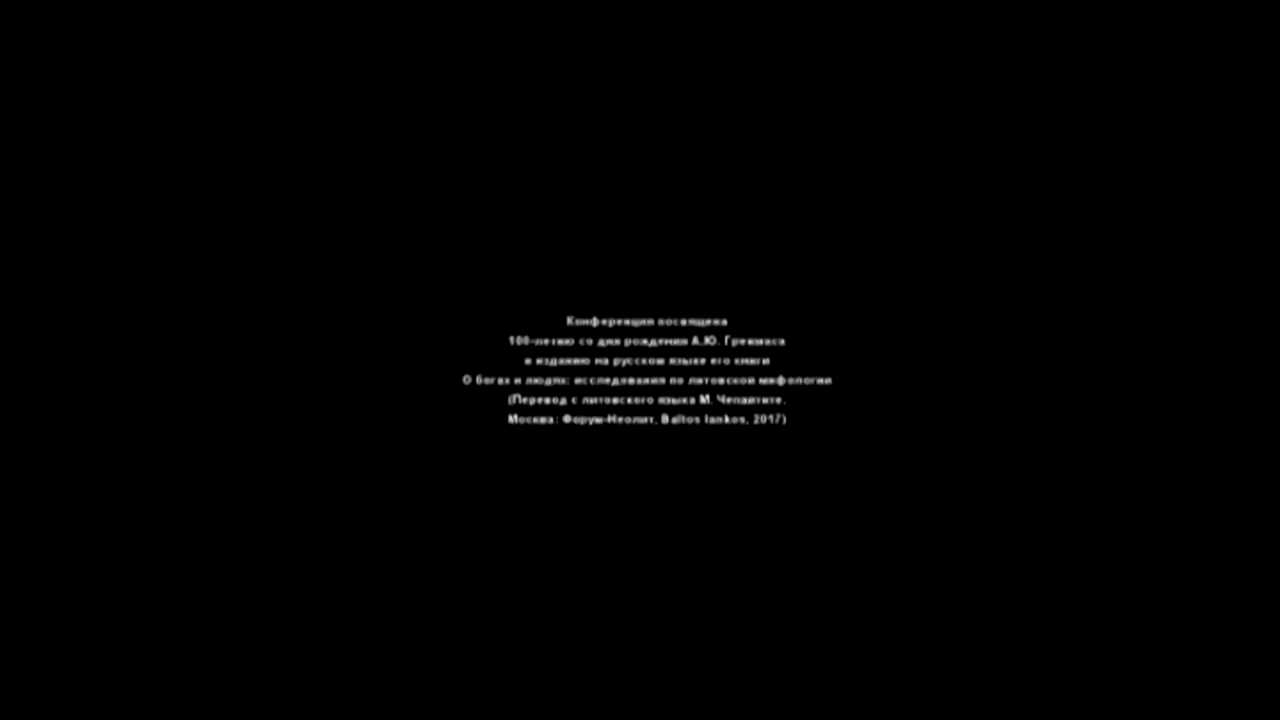 Конференция посвящена
100-летию со дня рождения А.Ю. Греймаса
и изданию на русском языке его книги
О богах и людях: исследования по литовской мифологии
(Перевод с литовского языка М. Чепайтите.
Москва: Форум-Неолит, Baltos lankos, 2017)